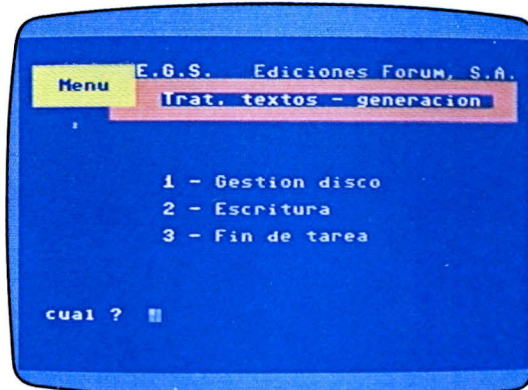 E.G.S. Ediciones Forum, S.A.
Menu
Trat. textos - generacion
1 - Gestion disco
2 - Escritura
3 - Fin de tarea
cual ?